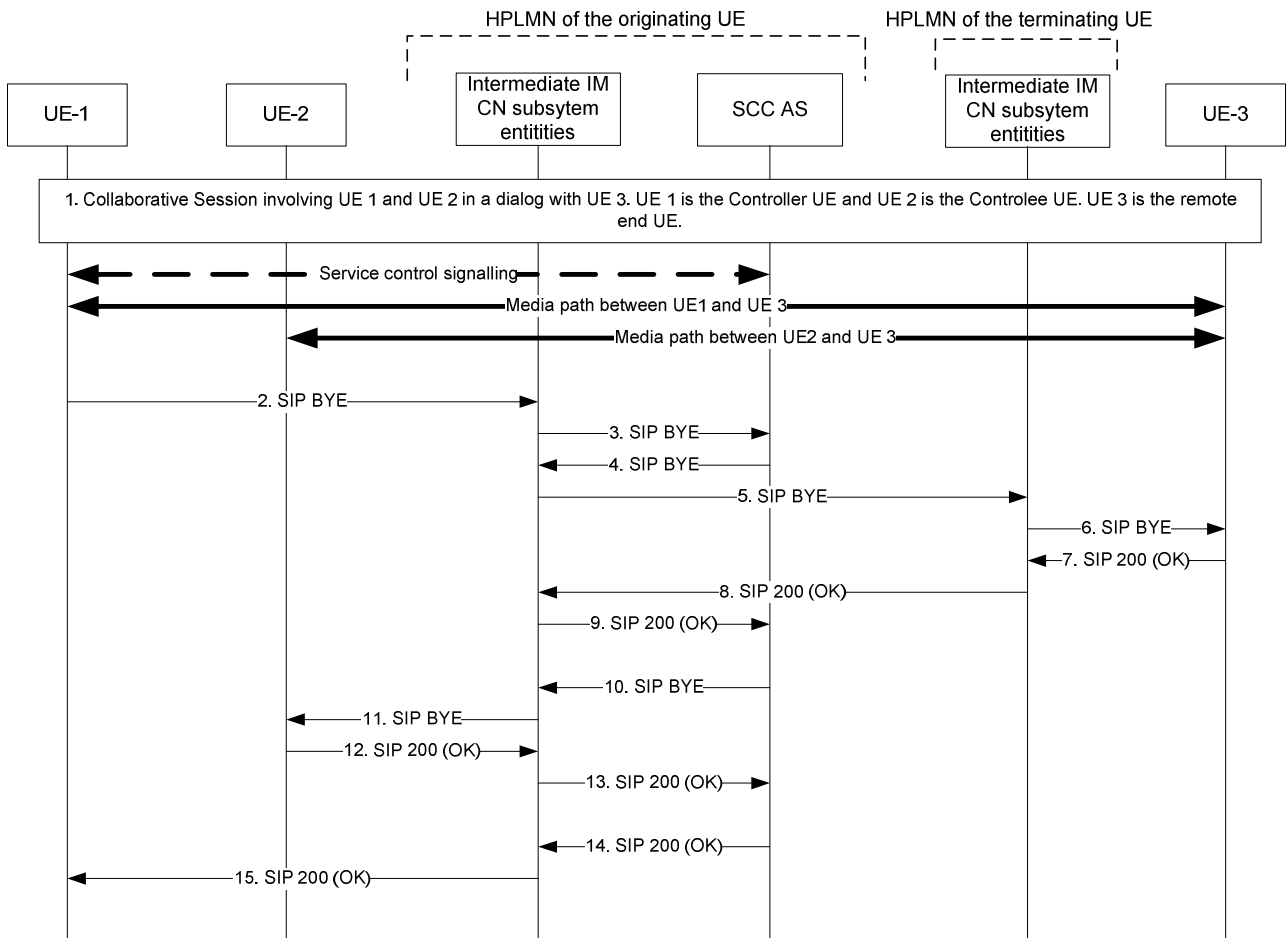 HPLMN of the originating UE
HPLMN of the terminating UE
UE-1
UE-2
Intermediate IM
CN subsytem
entitities
SCC AS
Intermediate IM
CN subsytem
entitities
UE-3
1. Collaborative Session involving UE 1 and UE 2 in a dialog with UE 3. UE 1 is the Controller UE and UE 2 is the Controlee UE. UE 3 is the remote
end UE.
Service control signalling
Media path between UE1 and UE 3
Media path between UE2 and UE 3
2. SIP BYE
3. SIP BYE
4. SIP BYE
5. SIP BYE
6. SIP BYE
7. SIP 200 (OK)
8. SIP 200 (OK)
9. SIP 200 (OK)
10. SIP BYE
11. SIP BYE
12. SIP 200 (OK)
13. SIP 200 (OK)
14. SIP 200 (OK)
15. SIP 200 (OK)